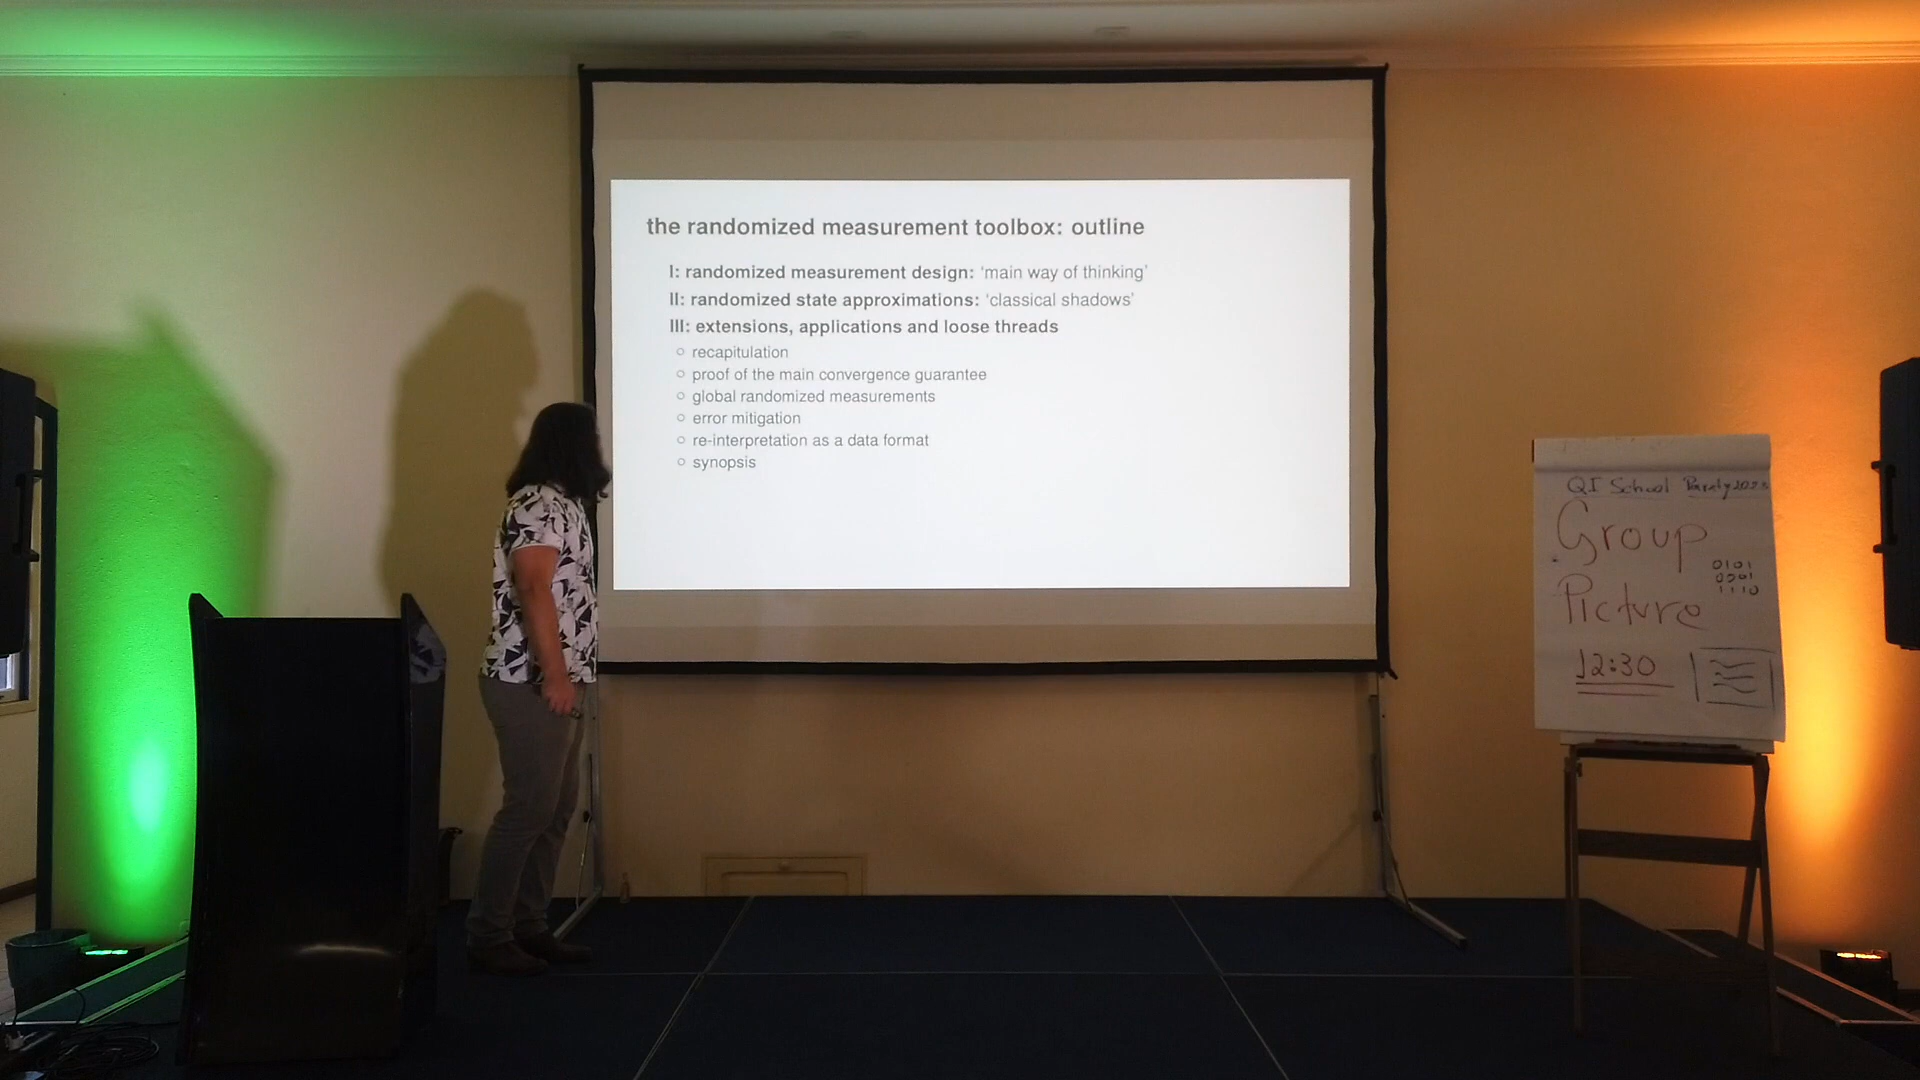 the randomized measurement toolbox: outline
I: randomized measurement design: ‘main way of thinking’
II: randomized state approximations: ‘classical shadows’
III: extensions, applications and loose threads
○ recapitulation
○ proof of the main convergence guarantee
○ global randomized measurements
○ error mitigation
○ re-interpretation as a data format
○ synopsis
QI School
Group
Picture
0101
1110
12:30